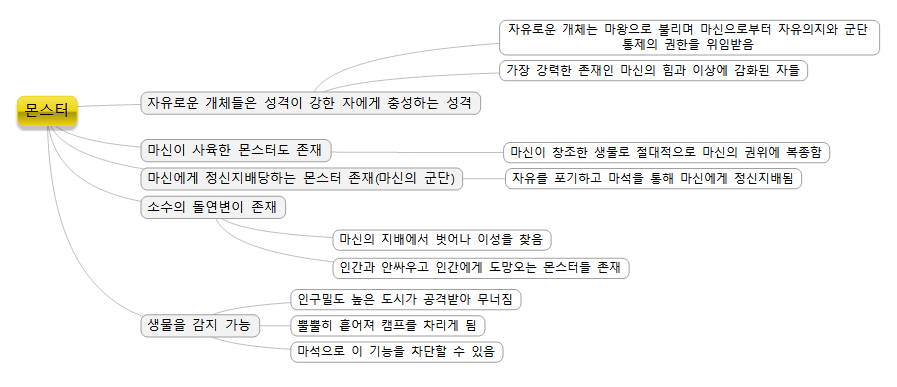 몬스터
자유로운 개체들은 성격이 강한 자에게 충성하는 성격
자유로운 개체는 마왕으로 불리며 마신으로부터 자유의지와 군단
통제의 권한을 위임받음
가장 강력한 존재인 마신의 힘과 이상에 감화된 자들
마신이 사육한 몬스터도 존재
마신이 창조한 생물로 절대적으로 마신의 권위에 복종함
마신에게 정신지배당하는 몬스터 존재(마신의 군단)
자유를 포기하고 마석을 통해 마신에게 정신지배됨
소수의 돌연변이 존재
마신의 지배에서 벗어나 이성을 찾음
인간과 안싸우고 인간에게 도망오는 몬스터들 존재
생물을 감지 가능
인구밀도 높은 도시가 공격받아 무너짐
뿔뿔히 흩어져 캠프를 차리게 됨
마석으로 이 기능을 차단할 수 있음